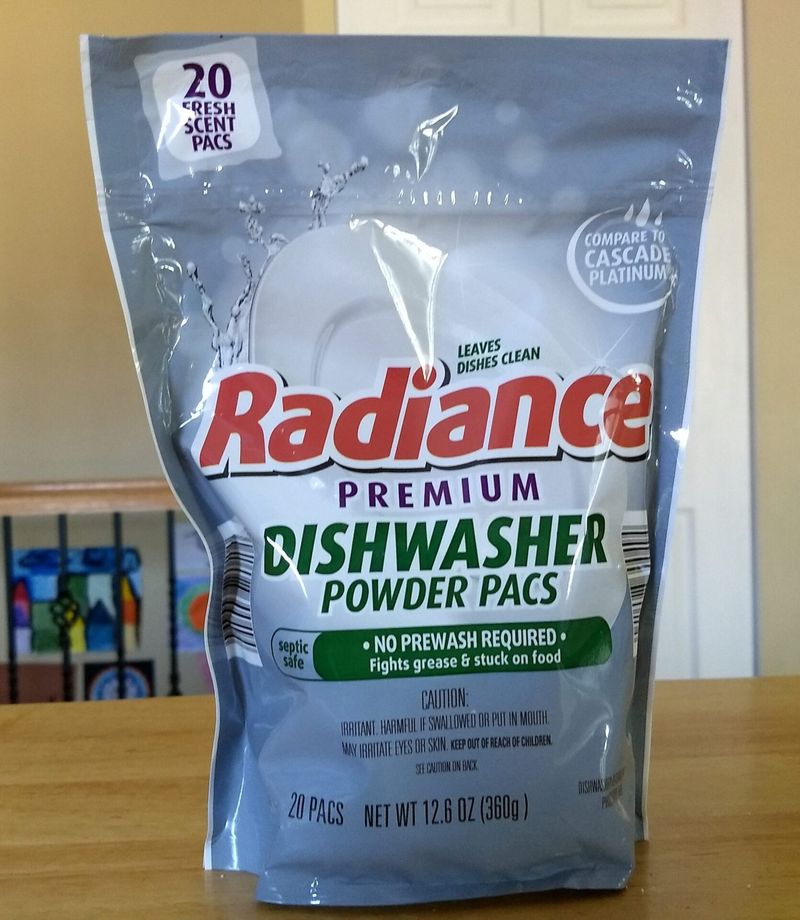 20
FRESH
SCENT
PACS
COMPARE TO
CASCADE
PLATINUM
LEAVES
DISHES CLEAN
Radiance
PREMIUM
DISHWASHER
POWDER PACS
septic
safe
• NO PREWASH REQUIRED •
Fights grease & stuck on food
CAUTION:
IRRITANT. HARMFUL IF SWALLOWED OR PUT IN MOUTH.
MAY IRRITATE EYES OR SKIN. KEEP OUT OF REACH OF CHILDREN.
SEE CAUTION ON BACK.
20 PACS NET WT 12.6 OZ (360g)